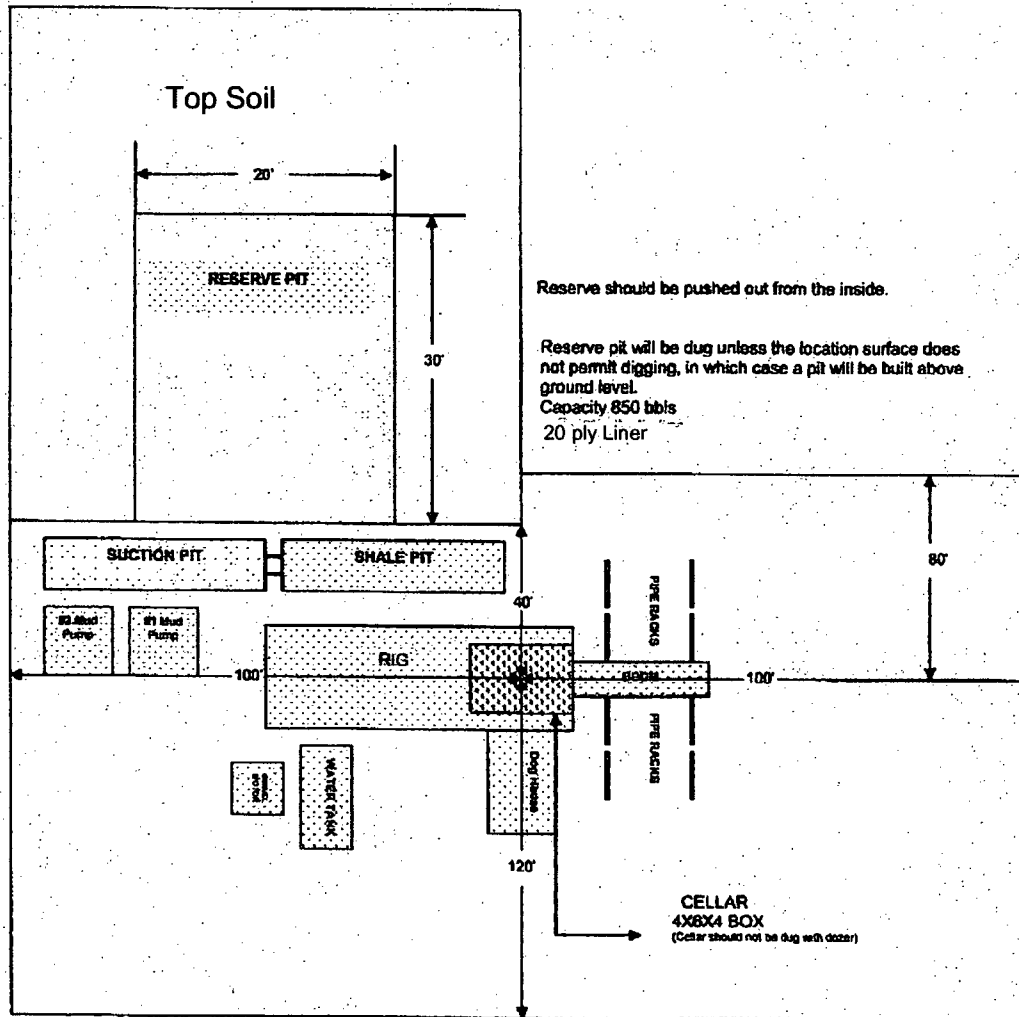 Top Soil
20'
RESERVE PIT
30'
Reserve should be pushed out from the inside.
Reserve pit will be dug unless the location surface does
not permit digging, in which case a pit will be built above
ground level.
Capacity 850 bbls
20 ply Liner
SUCTION PIT
SHALE PIT
80'
40'
PIPE RACKS
#2 Mud
Pump
#1 Mud
Pump
RIG
100'
100'
PIPE RACKS
WATER TANK
Dog House
120'
CELLAR
4X6X4 BOX
(Cellar should not be dug with dozer)